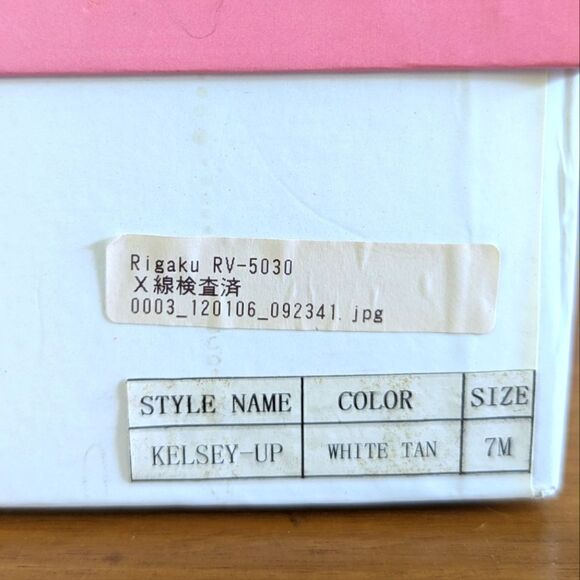 Rigaku RV-5030
X線検査済
0003_120106_092341.jpg
STYLE NAME COLOR SIZE
KELSEY-UP WHITE TAN 7M